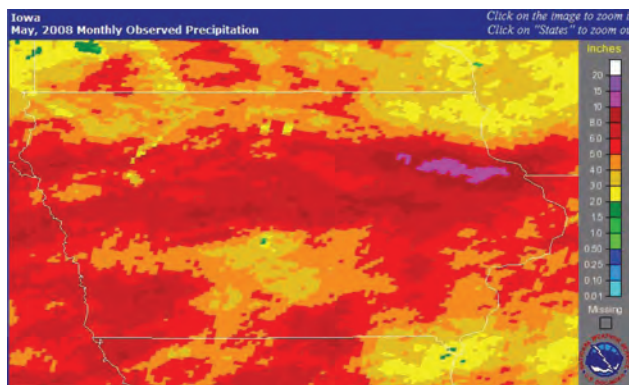 Iowa
May, 2008 Monthly Observed Precipitation
Click on the image to zoom
Click on "States" to zoom ou
Inches
20
15
10
8.0
6.0
5.0
4.0
3.0
2.0
1.5
1.0
0.50
0.25
0.10
0.01
Missing